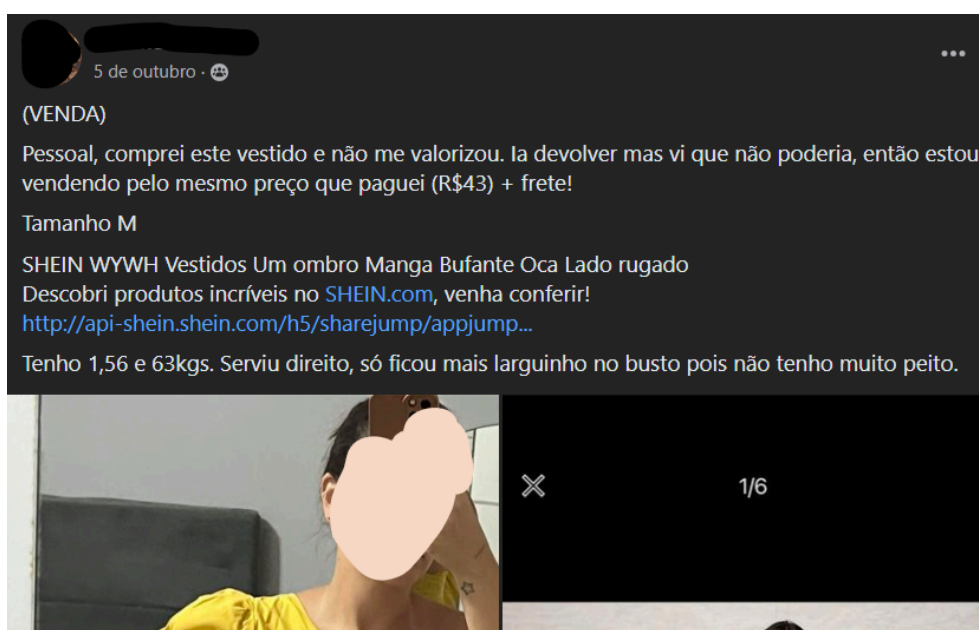 5 de outubro ·
(VENDA)
Pessoal, comprei este vestido e não me valorizou. Ia devolver mas vi que não poderia, então estou
vendendo pelo mesmo preço que paguei (R$43) + frete!
Tamanho M
SHEIN WYWH Vestidos Um ombro Manga Bufante Oca Lado rugado
Descobri produtos incríveis no SHEIN.com, venha conferir!
http://api-shein.shein.com/h5/sharejump/appjump...
Tenho 1,56 e 63kgs. Serviu direito, só ficou mais larguinho no busto pois não tenho muito peito.
1/6